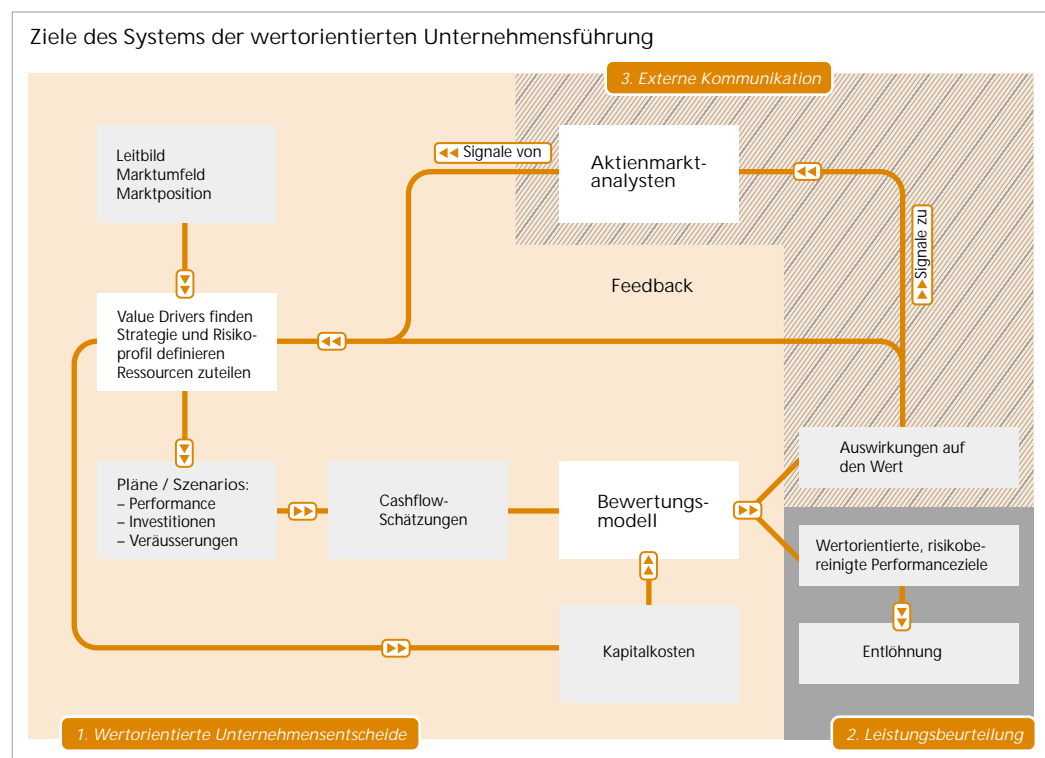 Ziele des Systems der wertorientierten Unternehmensführung
3. Externe Kommunikation
Leitbild
Marktumfeld
Marktposition
Signale von
Aktienmarkt-
analysten
Signale zu
Feedback
Value Drivers finden
Strategie und Risiko-
profil definieren
Ressourcen zuteilen
Pläne / Szenarios:
– Performance
– Investitionen
– Veräusserungen
Cashflow-
Schätzungen
Bewertungs-
modell
Auswirkungen auf
den Wert
Wertorientierte, risikobe-
reinigte Performanceziele
Kapitalkosten
Entlöhnung
1. Wertorientierte Unternehmensentscheide
2. Leistungsbeurteilung